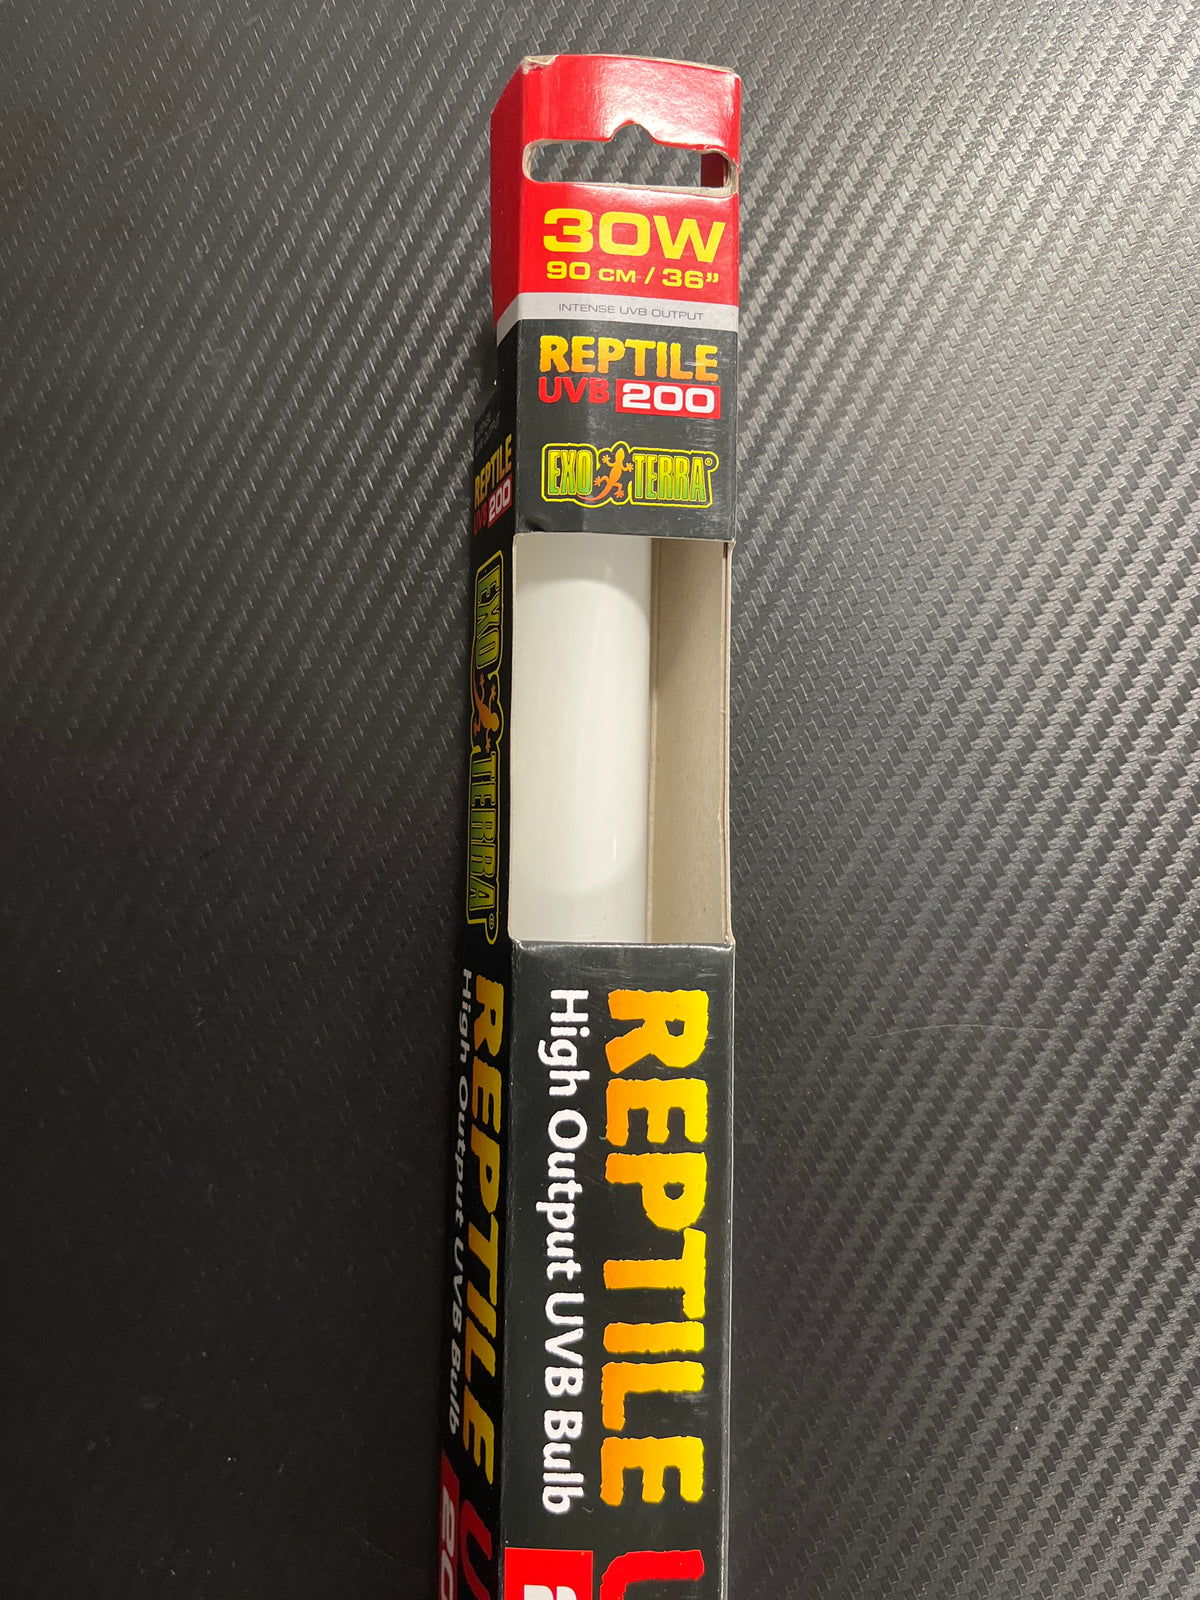 30W
90 CM / 36”
INTENSE UVB OUTPUT
REPTILE
UVB 200
EXO TERRA®
REPTILE
High Output UVB Bulb
REPTILE
UVB 200
EXO TERRA®
REPTILE U
High Output UVB Bulb